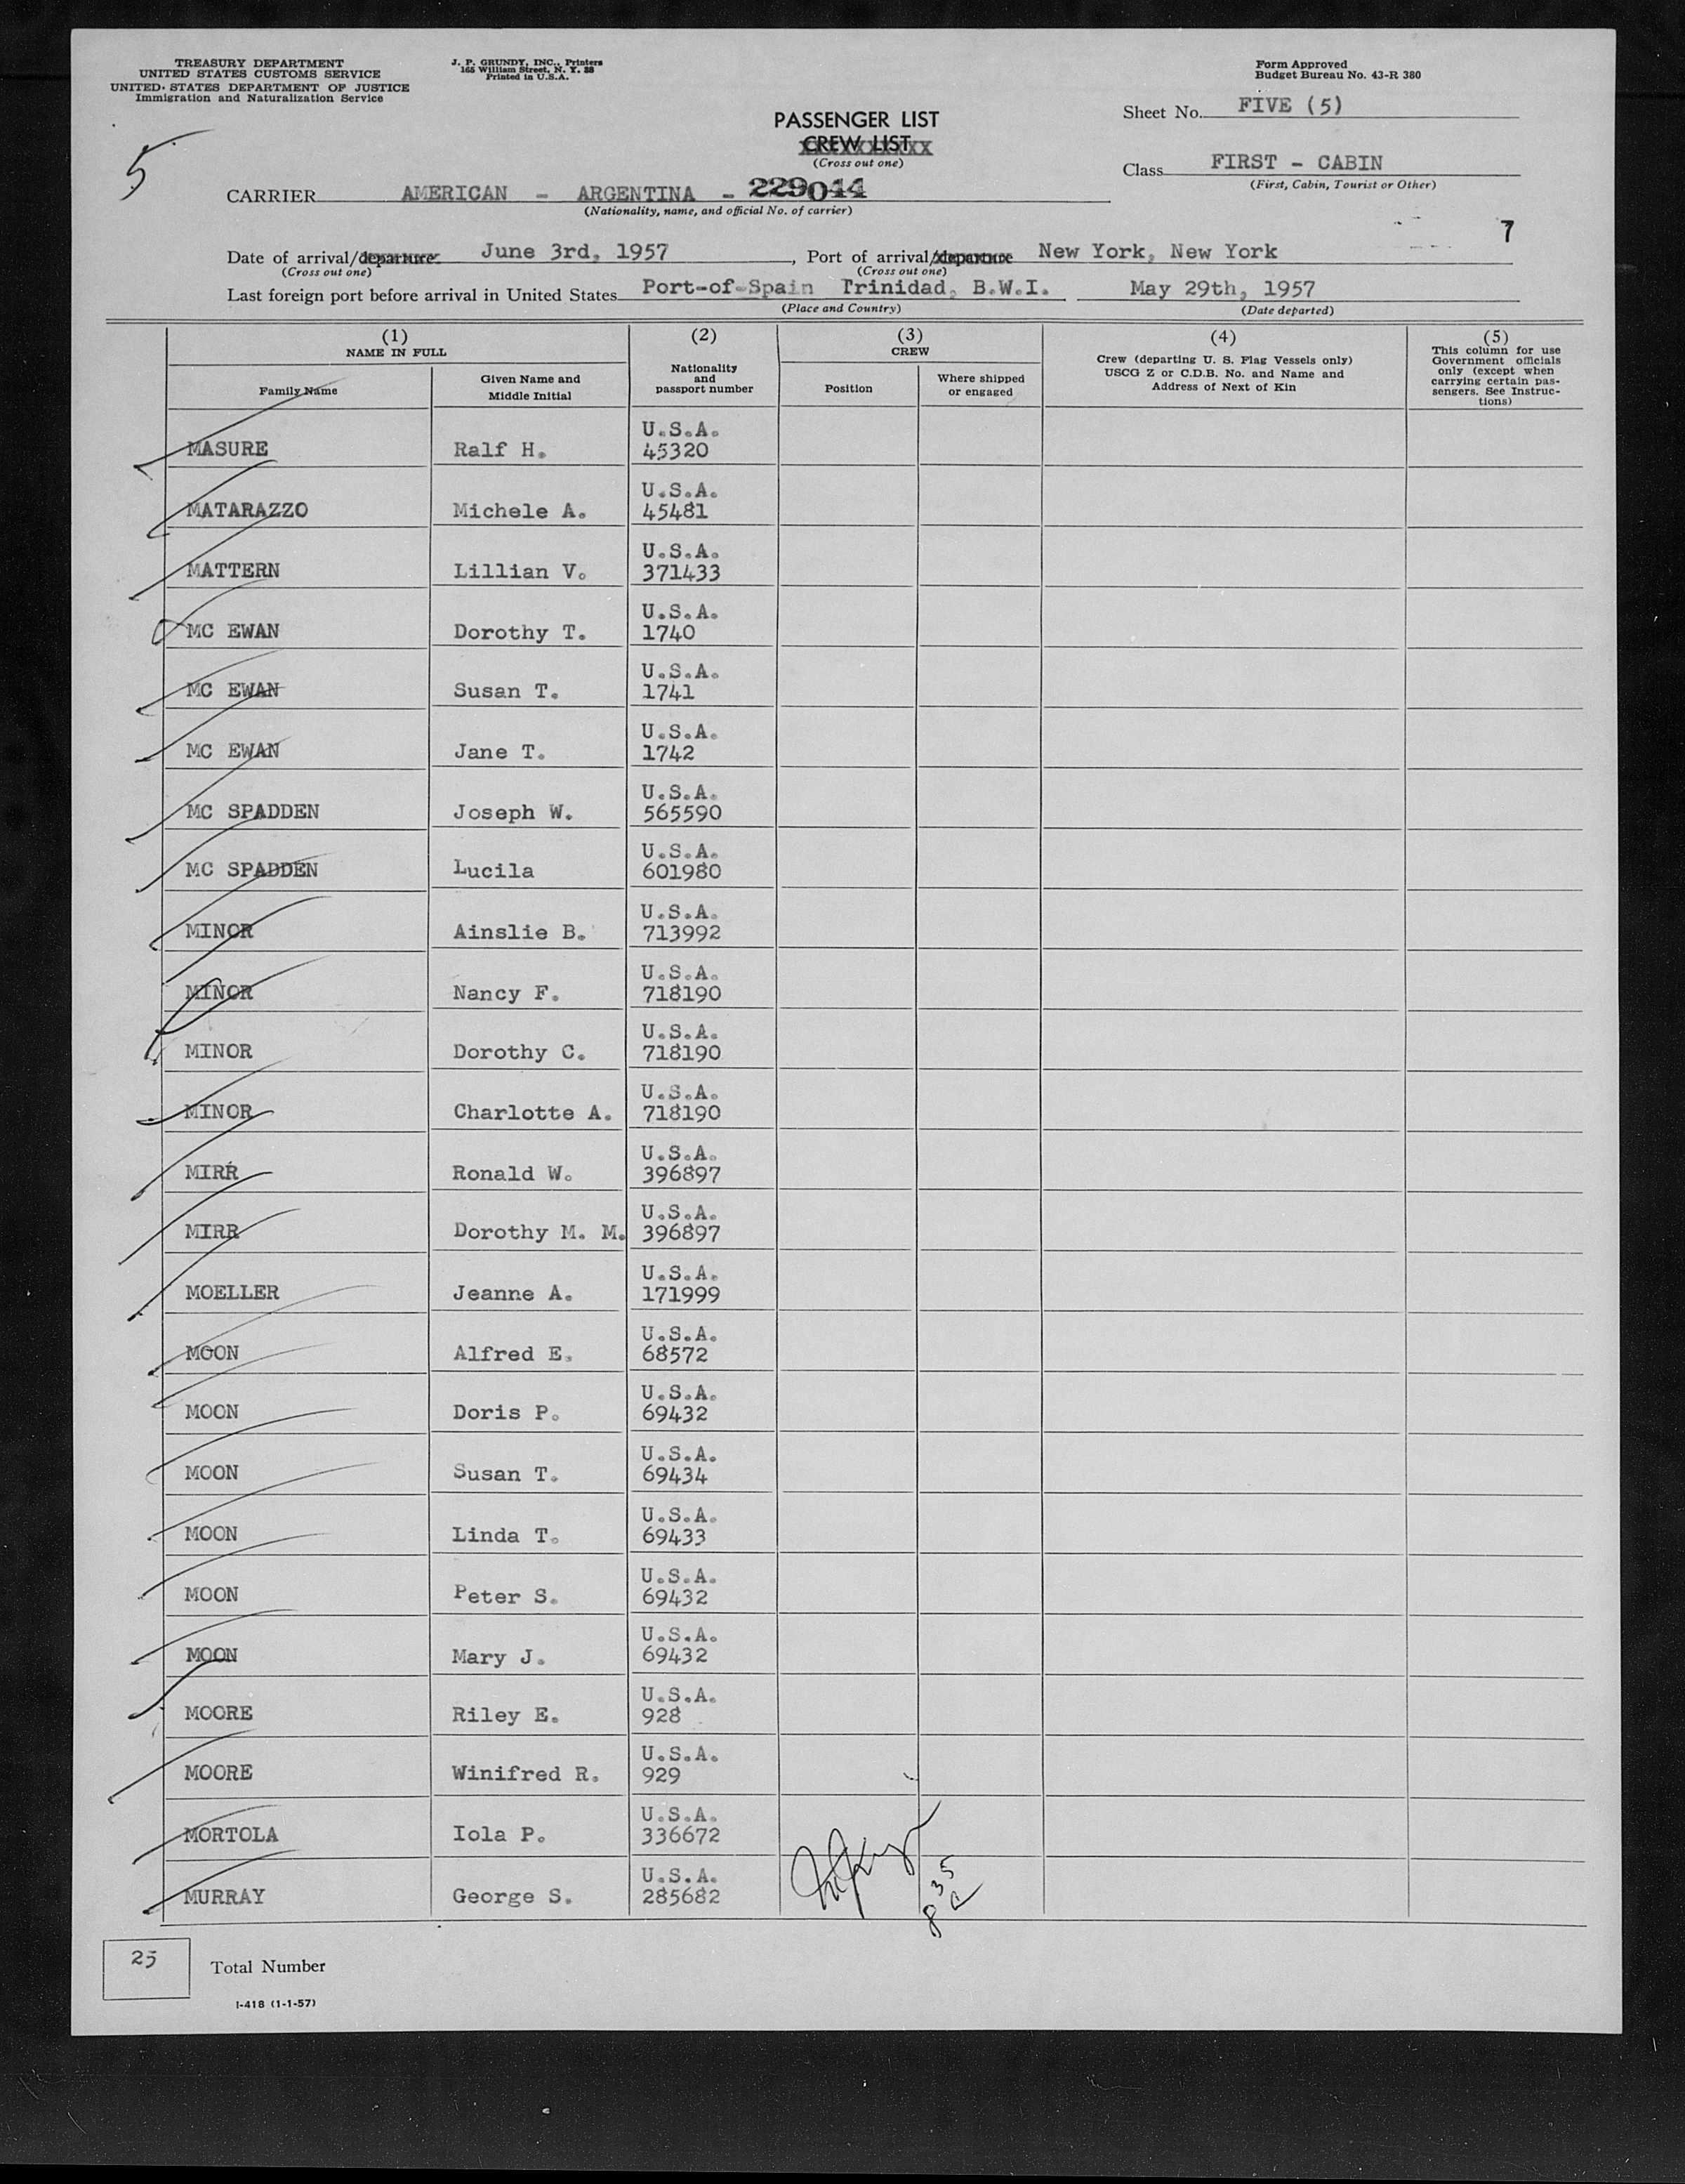 TREASURY DEPARTMENT
UNITED STATES CUSTOMS SERVICE
UNITED STATES DEPARTMENT OF JUSTICE
Immigration and Naturalization Service
J. P. GRUNDY, INC., Printers
165 William Street, N. Y. 38
Printed in U.S.A.
Form Approved
Budget Bureau No. 43-R 380
Sheet No. FIVE (5)
PASSENGER LIST
CREW LIST
(Cross out one)
5
Class FIRST - CABIN
(First, Cabin, Tourist or Other)
CARRIER AMERICAN - ARGENTINA - 229044
(Nationality, name, and official No. of carrier)
7
Date of arrival/departure June 3rd, 1957, Port of arrival/departure New York, New York
(Cross out one) (Cross out one)
Last foreign port before arrival in United States Port-of-Spain Trinidad, B.W.I. May 29th, 1957
(Place and Country) (Date departed)
(1) NAME IN FULL
Family Name
Given Name and Middle Initial
(2) Nationality and passport number
(3) CREW
Position
Where shipped or engaged
(4) Crew (departing U. S. Flag Vessels only) USCG Z or C.D.B. No. and Name and Address of Next of Kin
(5) This column for use Government officials only (except when carrying certain passengers. See Instructions)
MASURE Ralf H. U.S.A. 45320
MATARAZZO Michele A. U.S.A. 45481
MATTERN Lillian V. U.S.A. 371433
MC EWAN Dorothy T. U.S.A. 1740
MC EWAN Susan T. U.S.A. 1741
MC EWAN Jane T. U.S.A. 1742
MC SPADDEN Joseph W. U.S.A. 565590
MC SPADDEN Lucila U.S.A. 601980
MINOR Ainslie B. U.S.A. 713992
MINOR Nancy F. U.S.A. 718190
MINOR Dorothy C. U.S.A. 718190
MINOR Charlotte A. U.S.A. 718190
MIRR Ronald W. U.S.A. 396897
MIRR Dorothy M. M. U.S.A. 396897
MOELLER Jeanne A. U.S.A. 171999
MOON Alfred E. U.S.A. 68572
MOON Doris P. U.S.A. 69432
MOON Susan T. U.S.A. 69434
MOON Linda T. U.S.A. 69433
MOON Peter S. U.S.A. 69432
MOON Mary J. U.S.A. 69432
MOORE Riley E. U.S.A. 928
MOORE Winifred R. U.S.A. 929
MORTOLA Iola P. U.S.A. 336672
MURRAY George S. U.S.A. 285682
835
25 Total Number
I-418 (1-1-57)